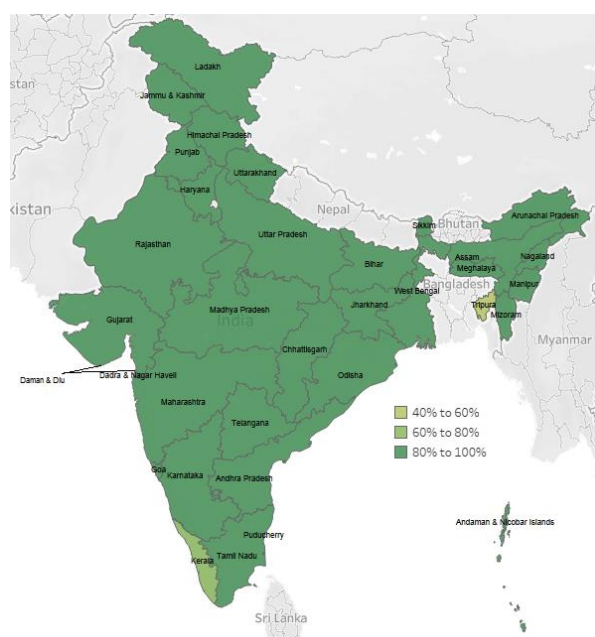 Ladakh
stan
Jammu & Kashmir
Himachal Pradesh
Punjab
Uttarakhand
Haryana
kistan
Nepal
Sikkim
Bhutan
Arunachal Pradesh
Rajasthan
Uttar Pradesh
Assam
Nagaland
Bihar
Meghalaya
Manipur
Bangladesh
West Bengal
Jharkhand
Tripura
Mizoram
Gujarat
Madhya Pradesh
India
Myanmar
Chhattisgarh
Daman & Diu
Dadra & Nagar Haveli
Odisha
Maharashtra
40% to 60%
Telangana
60% to 80%
80% to 100%
Goa
Karnataka
Andhra Pradesh
Andaman & Nicobar Islands
Puducherry
Kerala
Tamil Nadu
Sri Lanka